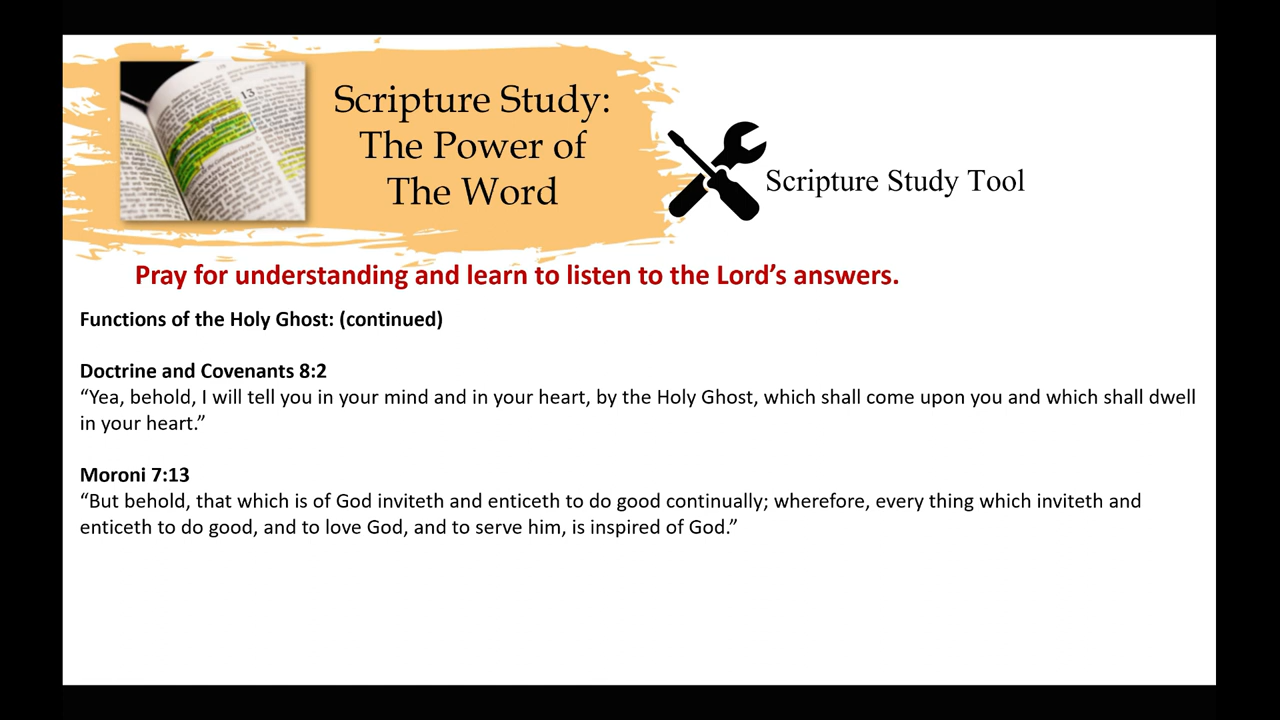 Scripture Study:
The Power of
The Word
Scripture Study Tool
Pray for understanding and learn to listen to the Lord’s answers.
Functions of the Holy Ghost: (continued)
Doctrine and Covenants 8:2
“Yea, behold, I will tell you in your mind and in your heart, by the Holy Ghost, which shall come upon you and which shall dwell
in your heart.”
Moroni 7:13
“But behold, that which is of God inviteth and enticeth to do good continually; wherefore, every thing which inviteth and
enticeth to do good, and to love God, and to serve him, is inspired of God.”